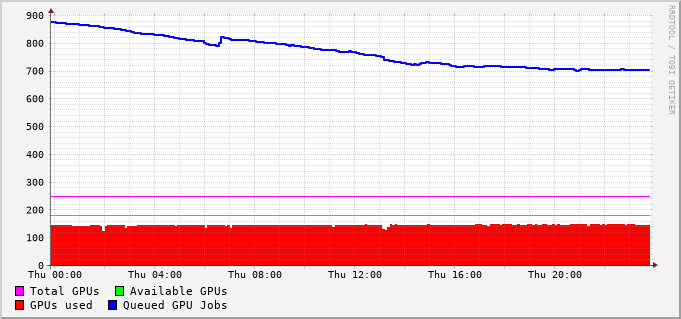 900
800
700
600
500
400
300
200
100
0
Thu 00:00 Thu 04:00 Thu 08:00 Thu 12:00 Thu 16:00 Thu 20:00
Total GPUs Available GPUs
GPUs used Queued GPU Jobs
RRDTOOL / TOBI OETIKER